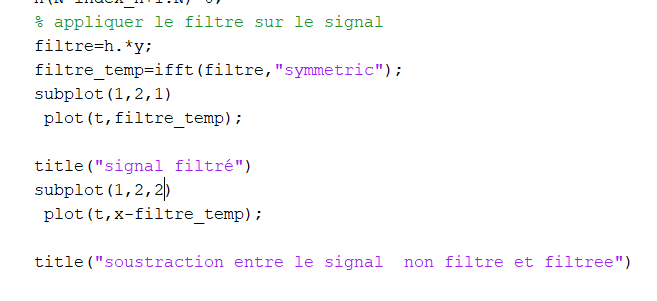 % appliquer le filtre sur le signal
filtre=h.*y;
filtre_temp=ifft(filtre,"symmetric");
subplot(1,2,1)
plot(t,filtre_temp);
title("signal filtré")
subplot(1,2,2)
plot(t,x-filtre_temp);
title("soustraction entre le signal  non filtre et filtree")